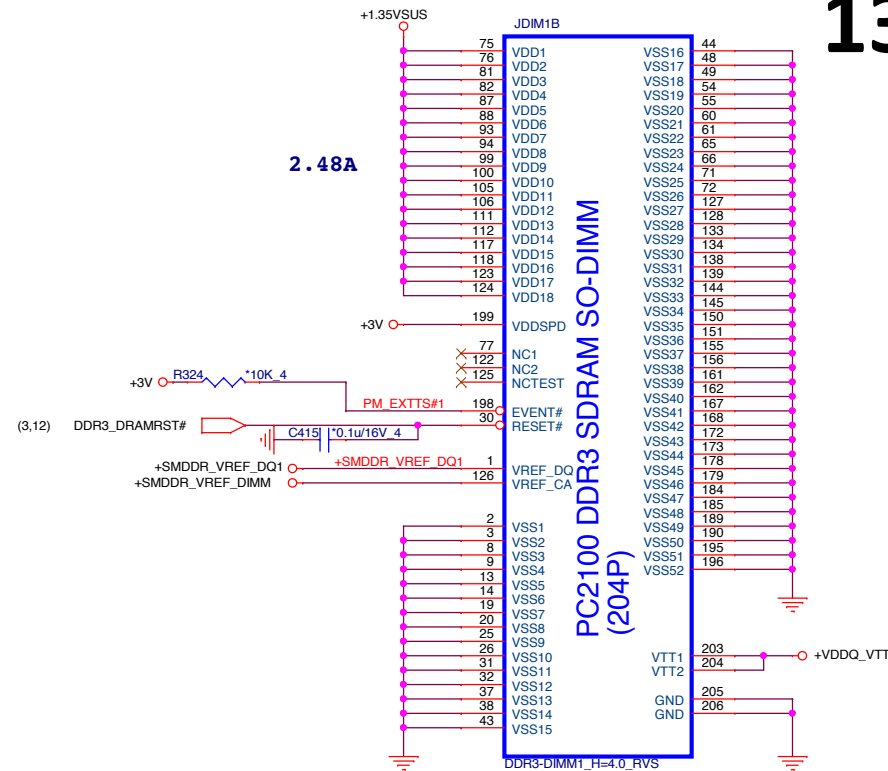 13
+1.35VSUS
JDIM1B
75 VDD1 VSS16 44
76 VDD2 VSS17 48
81 VDD3 VSS18 49
82 VDD4 VSS19 54
87 VDD5 VSS20 55
88 VDD6 VSS21 60
93 VDD7 VSS22 61
94 VDD8 VSS23 65
99 VDD9 VSS24 66
100 VDD10 VSS25 71
105 VDD11 VSS26 72
106 VDD12 VSS27 127
111 VDD13 VSS28 128
112 VDD14 VSS29 133
117 VDD15 VSS30 134
118 VDD16 VSS31 138
123 VDD17 VSS32 139
124 VDD18 VSS33 144
2.48A
VSS34 145
+3V 199 VDDSPD VSS35 150
VSS36 151
77 NC1 VSS37 155
122 NC2 VSS38 156
125 NCTEST VSS39 161
VSS40 162
+3V R324 *10K_4 PM_EXTTS#1 198 EVENT# VSS41 167
(3,12) DDR3_DRAMRST# 30 RESET# VSS42 168
C415 *0.1u/16V_4
VSS43 172
VSS44 173
+SMDDR_VREF_DQ1 +SMDDR_VREF_DQ1 1 VREF_DQ VSS45 178
+SMDDR_VREF_DIMM 126 VREF_CA VSS46 179
VSS47 184
VSS48 185
2 VSS1 VSS49 189
3 VSS2 VSS50 190
8 VSS3 VSS51 195
9 VSS4 VSS52 196
13 VSS5
14 VSS6
19 VSS7
20 VSS8
25 VSS9
26 VSS10 VTT1 203
+VDDQ_VTT
31 VSS11 VTT2 204
32 VSS12
37 VSS13 GND 205
38 VSS14 GND 206
43 VSS15
PC2100 DDR3 SDRAM SO-DIMM
(204P)
DDR3-DIMM1_H=4.0_RVS